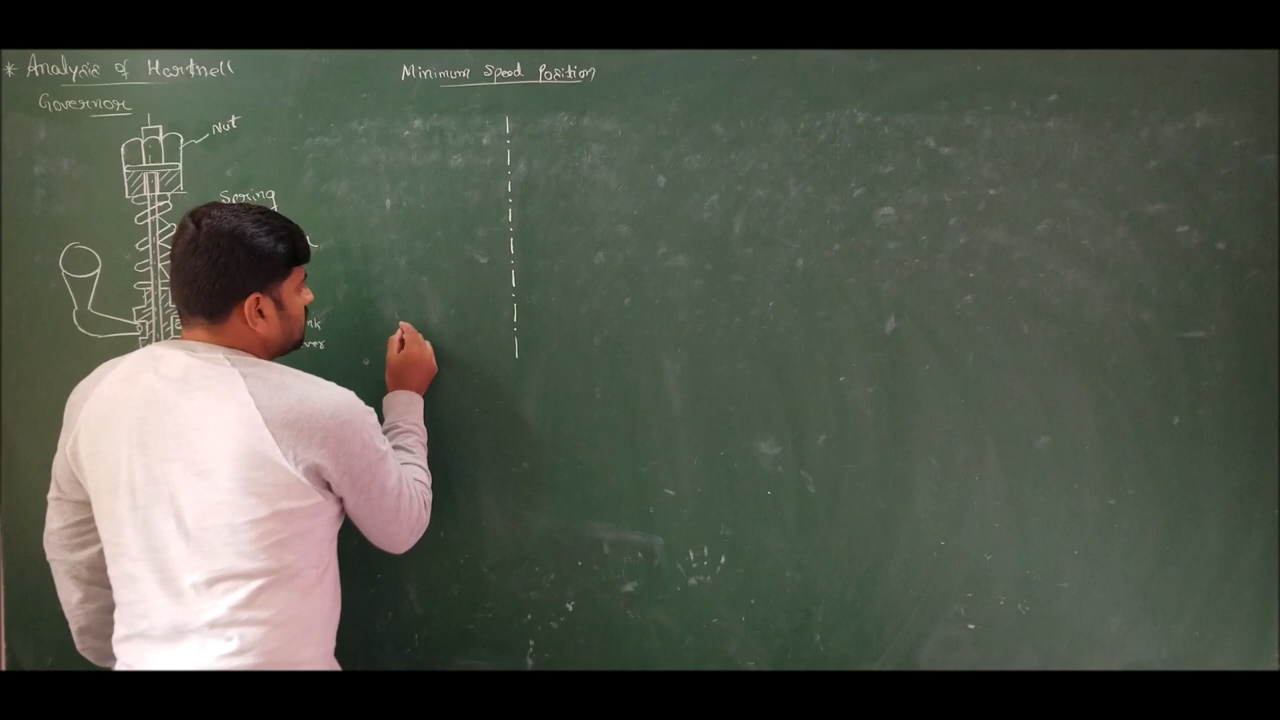 * Analysis of Hartnell
Governor
Nut
Spring
Minimum Speed Position